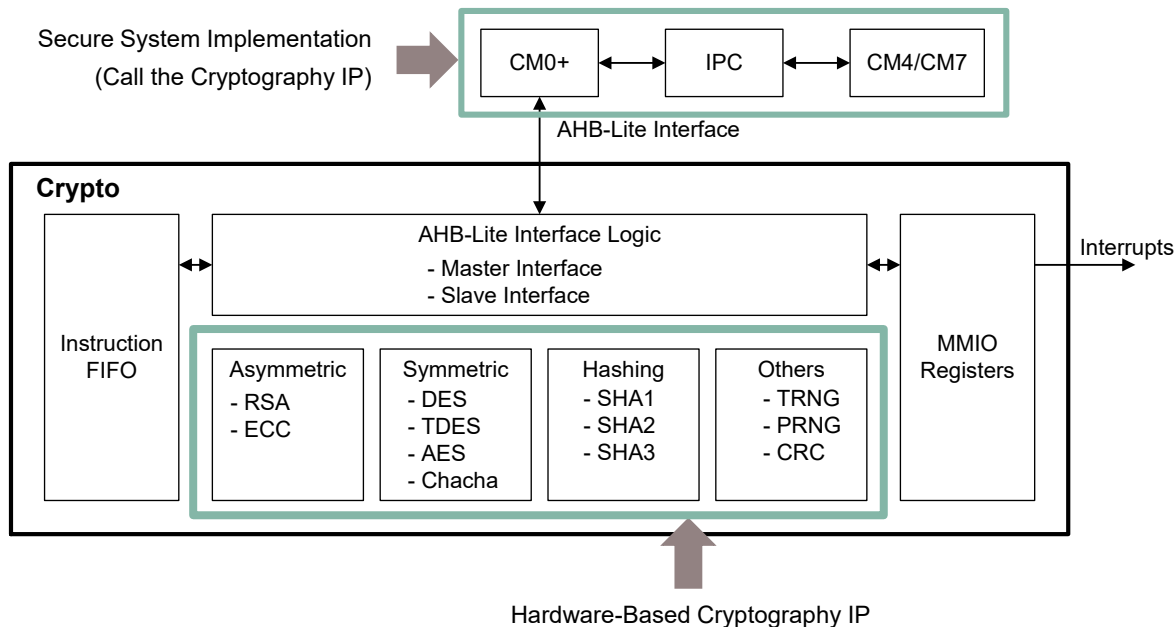 Secure System Implementation
(Call the Cryptography IP)
CM0+
IPC
CM4/CM7
AHB-Lite Interface
Crypto
Instruction
FIFO
AHB-Lite Interface Logic
- Master Interface
- Slave Interface
MMIO
Registers
Interrupts
Asymmetric
- RSA
- ECC
Symmetric
- DES
- TDES
- AES
- Chacha
Hashing
- SHA1
- SHA2
- SHA3
Others
- TRNG
- PRNG
- CRC
Hardware-Based Cryptography IP